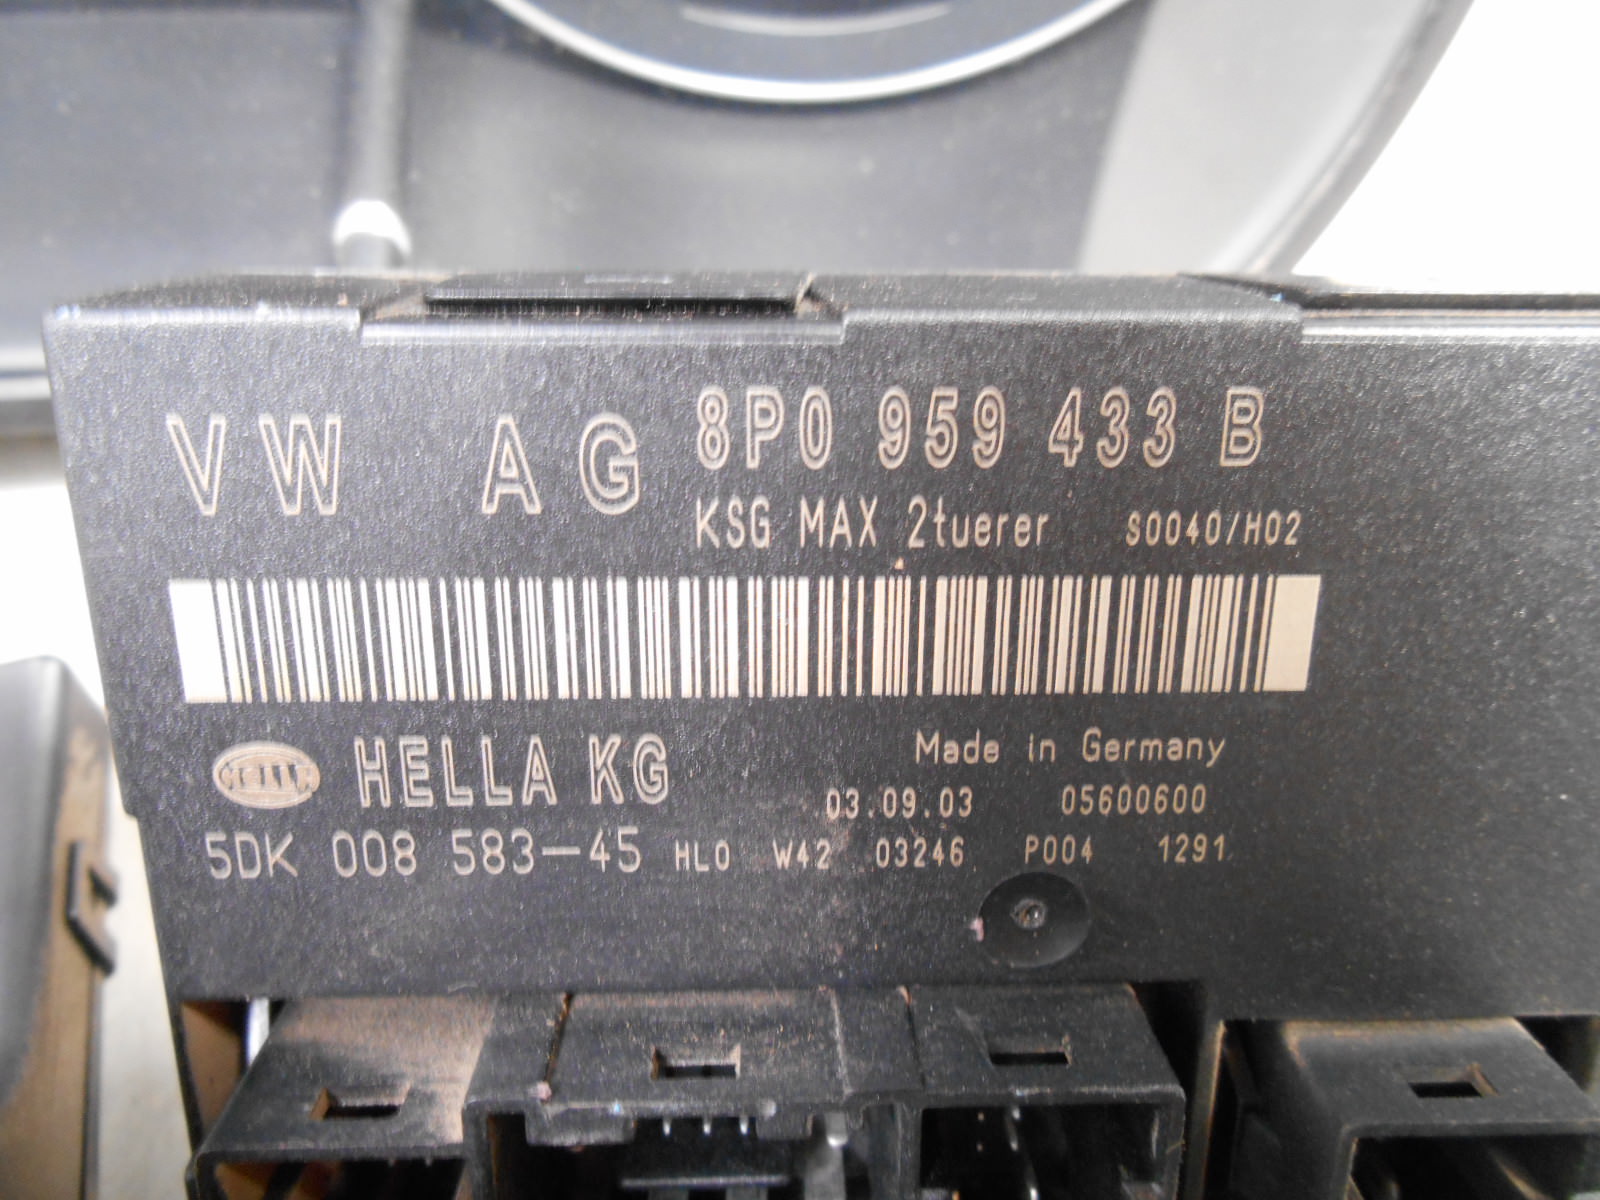 VW AG 8P0 959 433 B
KSG MAX 2tuerer S0040/H02
HELLA HELLA KG Made in Germany
03.09.03 05600600
5DK 008 583-45 HLO W42 03246 P004 1291